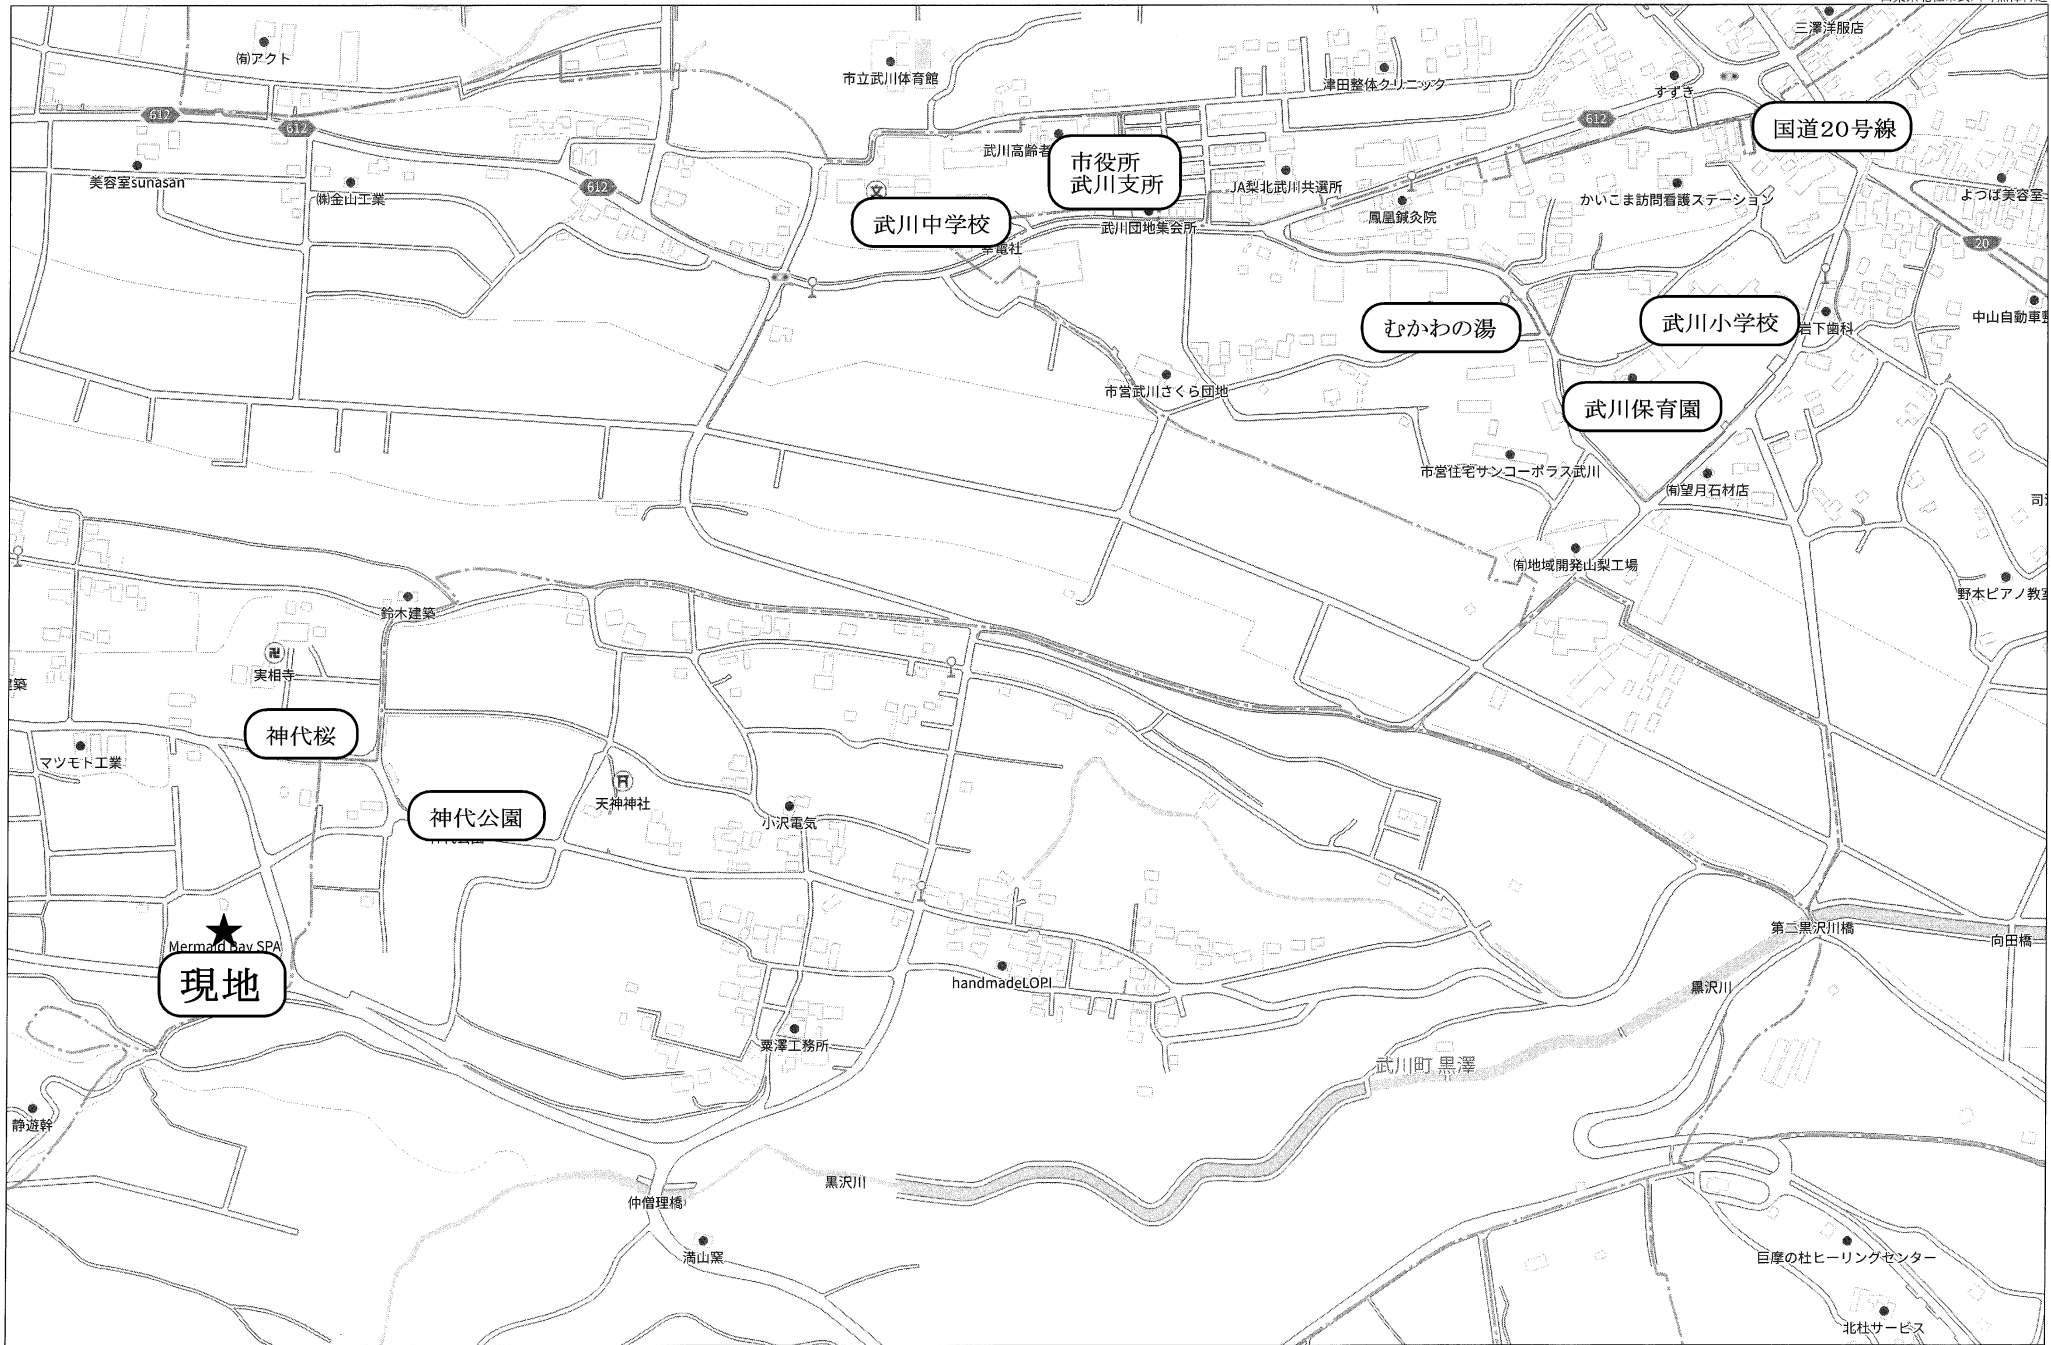 三澤洋服店
(有)アクト
市立武川体育館
津田整体クリニック
すずき
612
612
612
612
国道20号線
武川高齢者
市役所
武川支所
JA梨北武川共選所
美容室sunasan
(株)金山工業
文
武川中学校
武川団地集会所
鳳凰鍼灸院
かいこま訪問看護ステーション
よつば美容室
20
むかわの湯
武川小学校
岩下歯科
中山自動車整
市営武川さくら団地
武川保育園
市営住宅サンコーポラス武川
(有)望月石材店
(有)地域開発山梨工場
野本ピアノ教室
鈴木建築
卍
実相寺
建築
神代桜
マツモト工業
天神神社
神代公園
小沢電気
Mermaid Bay SPA
現地
handmadeLOPI
第二黒沢川橋
向田橋
黒沢川
粟澤工務所
武川町 黒澤
静遊幹
黒沢川
仲僧理橋
満山窯
巨摩の杜ヒーリングセンター
北杜サービス